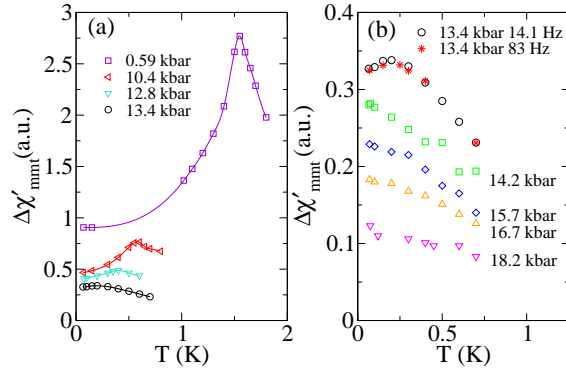 (a)
0.59 kbar
10.4 kbar
12.8 kbar
13.4 kbar
Δχ′mmt(a.u.)
3
2.5
2
1.5
1
0.5
0
0
1
2
T (K)
(b)
13.4 kbar 14.1 Hz
13.4 kbar 83 Hz
14.2 kbar
15.7 kbar
16.7 kbar
18.2 kbar
Δχ′mmt(a.u.)
0.4
0.3
0.2
0.1
0
0
0.5
1
T (K)